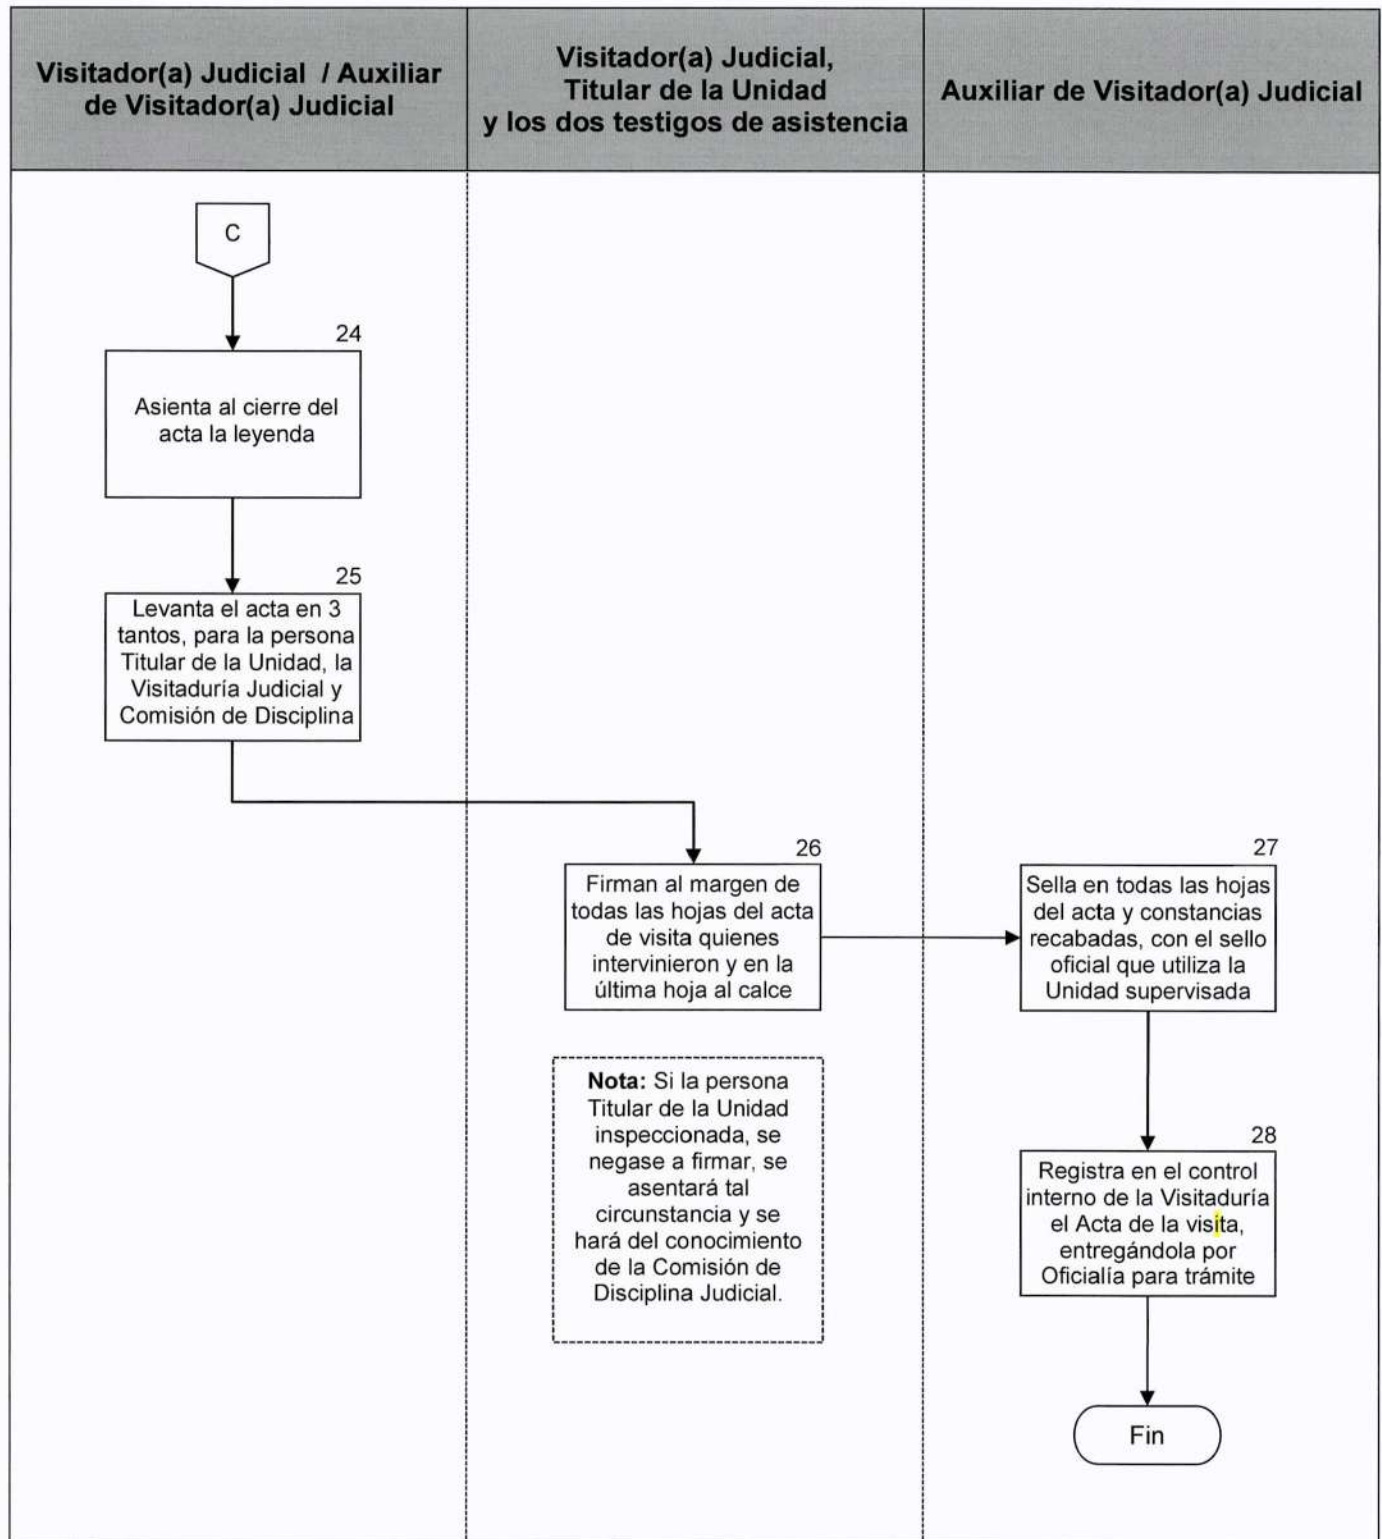 Visitador(a) Judicial / Auxiliar
de Visitador(a) Judicial
Visitador(a) Judicial,
Titular de la Unidad
y los dos testigos de asistencia
Auxiliar de Visitador(a) Judicial
C
24
Asienta al cierre del
acta la leyenda
25
Levanta el acta en 3
tantos, para la persona
Titular de la Unidad, la
Visitaduría Judicial y
Comisión de Disciplina
26
Firman al margen de
todas las hojas del acta
de visita quienes
intervinieron y en la
última hoja al calce
Nota: Si la persona
Titular de la Unidad
inspeccionada, se
negase a firmar, se
asentará tal
circunstancia y se
hará del conocimiento
de la Comisión de
Disciplina Judicial.
27
Sella en todas las hojas
del acta y constancias
recabadas, con el sello
oficial que utiliza la
Unidad supervisada
28
Registra en el control
interno de la Visitaduría
el Acta de la visita,
entregándola por
Oficialía para trámite
Fin